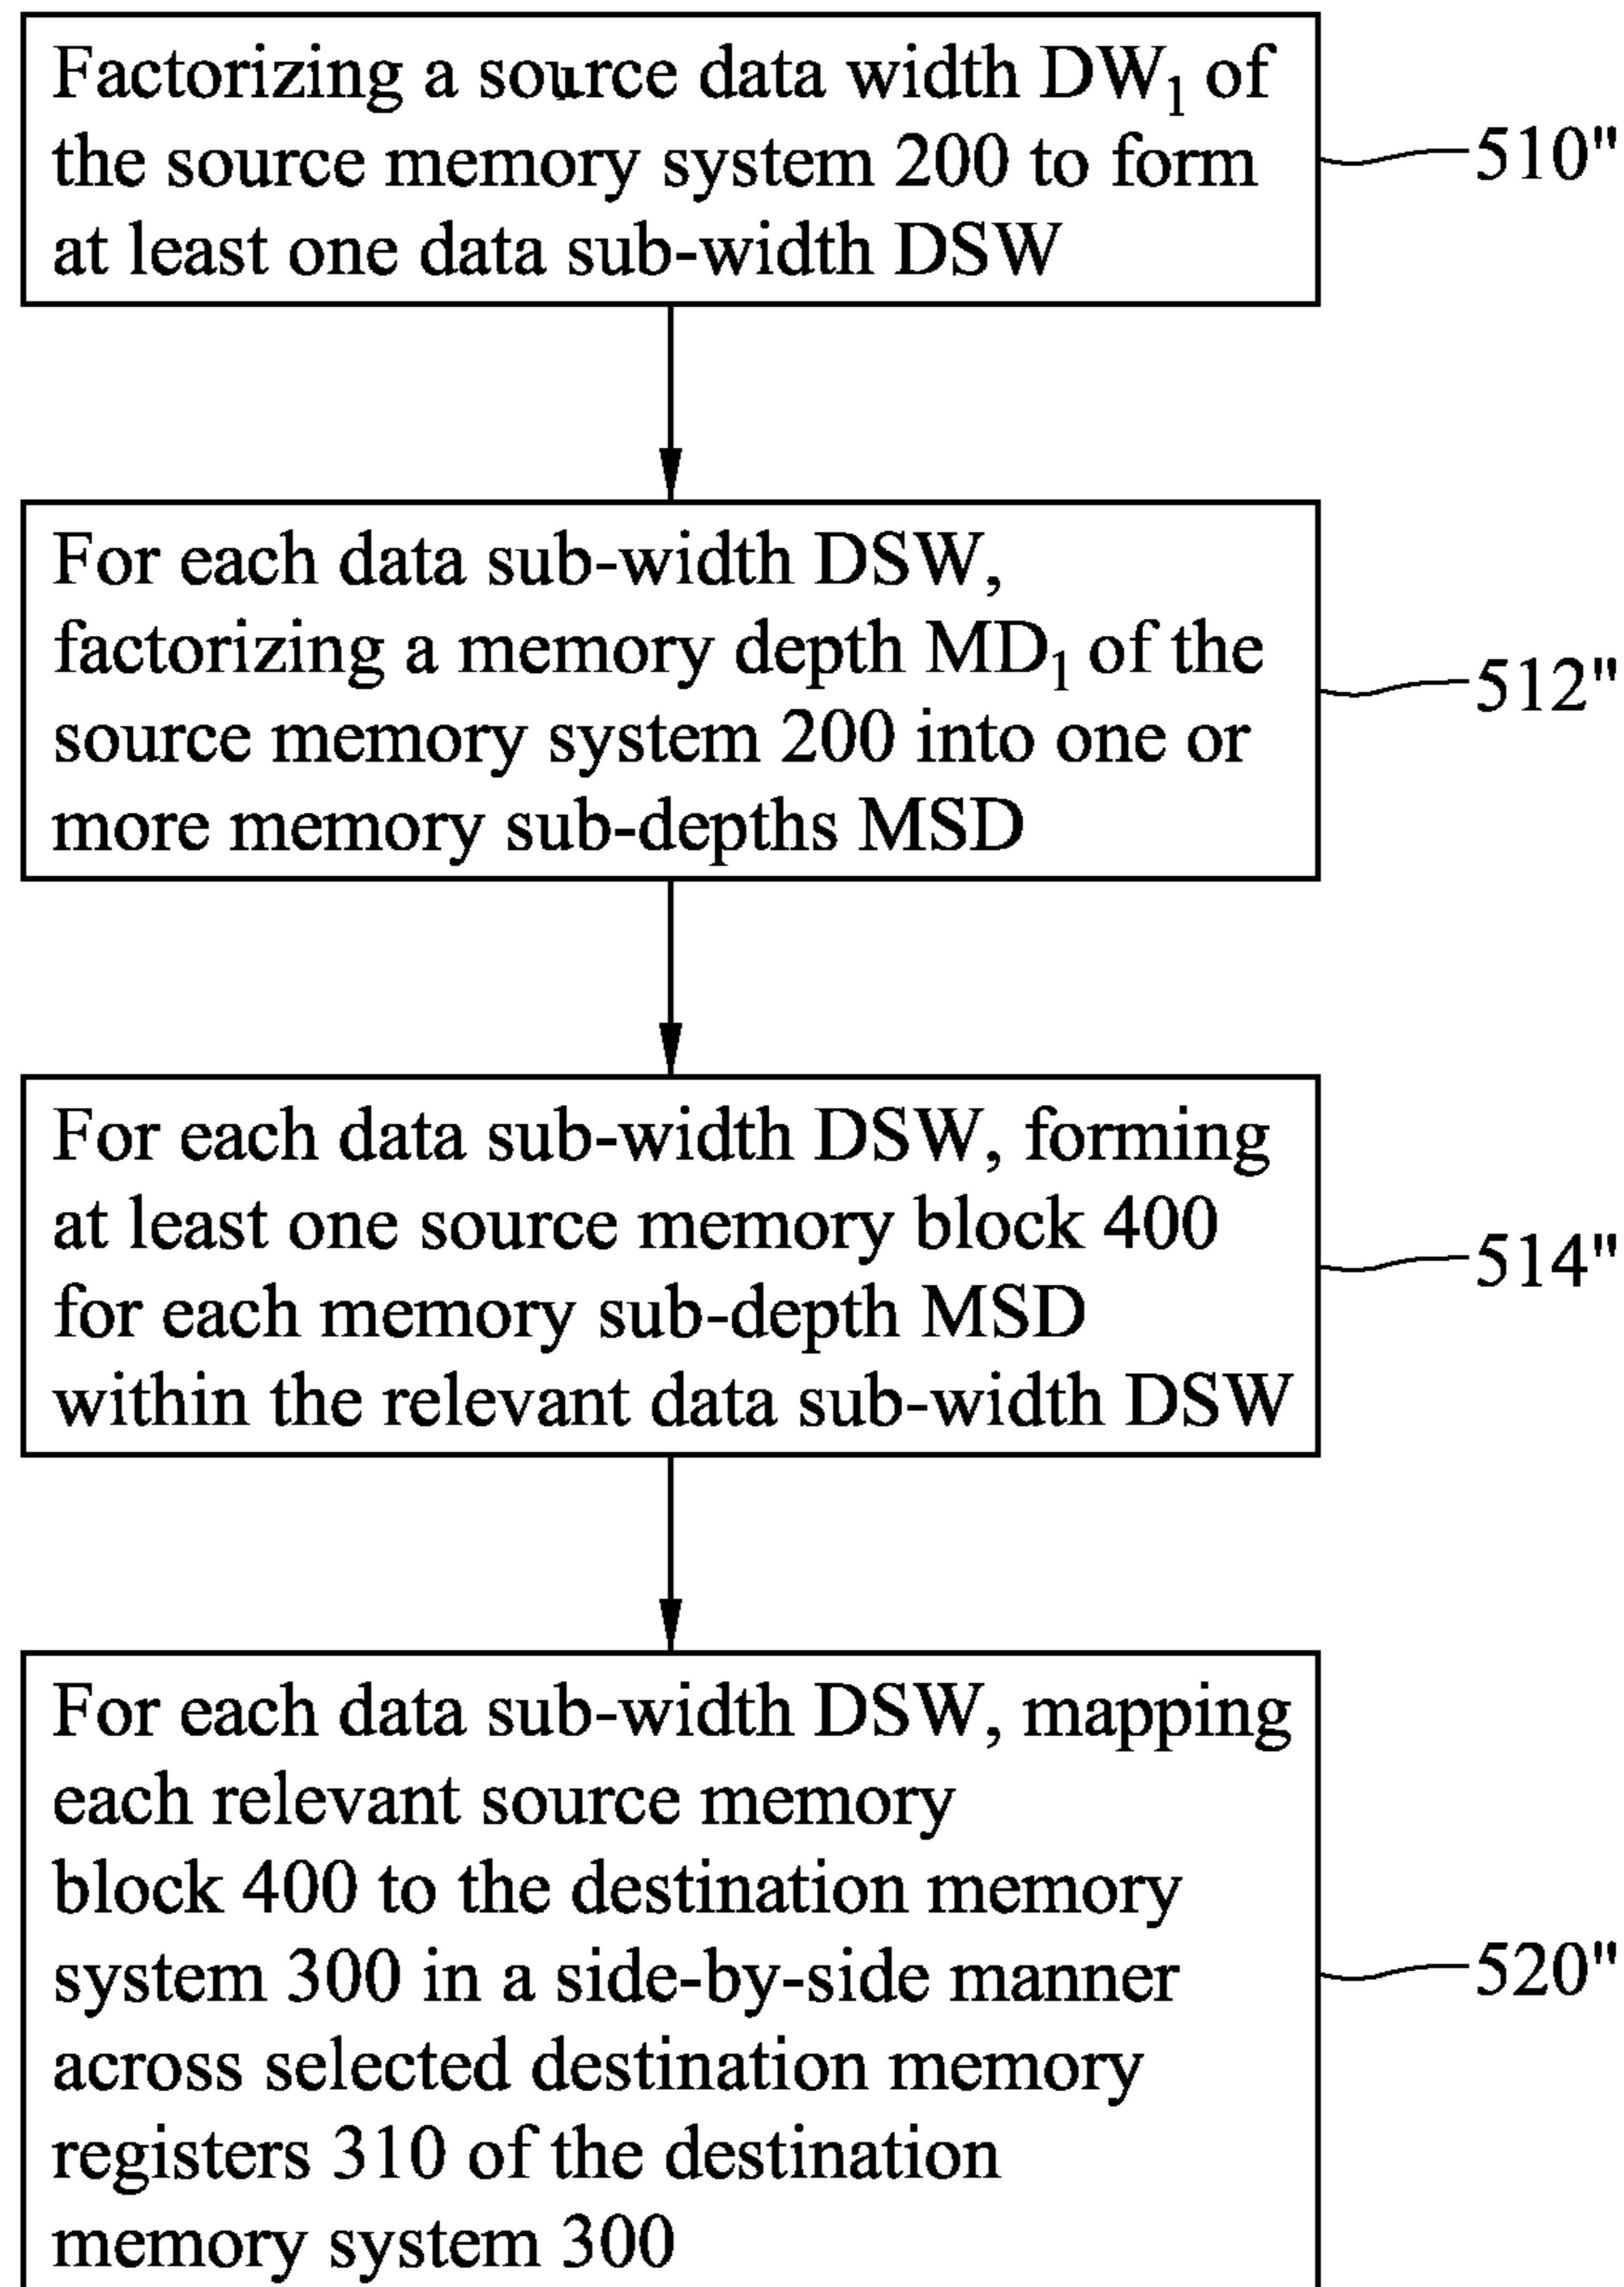 Factorizing a source data width DW₁ of
the source memory system 200 to form
at least one data sub-width DSW
510"
For each data sub-width DSW,
factorizing a memory depth MD₁ of the
source memory system 200 into one or
more memory sub-depths MSD
512"
For each data sub-width DSW, forming
at least one source memory block 400
for each memory sub-depth MSD
within the relevant data sub-width DSW
514"
For each data sub-width DSW, mapping
each relevant source memory
block 400 to the destination memory
system 300 in a side-by-side manner
across selected destination memory
registers 310 of the destination
memory system 300
520"